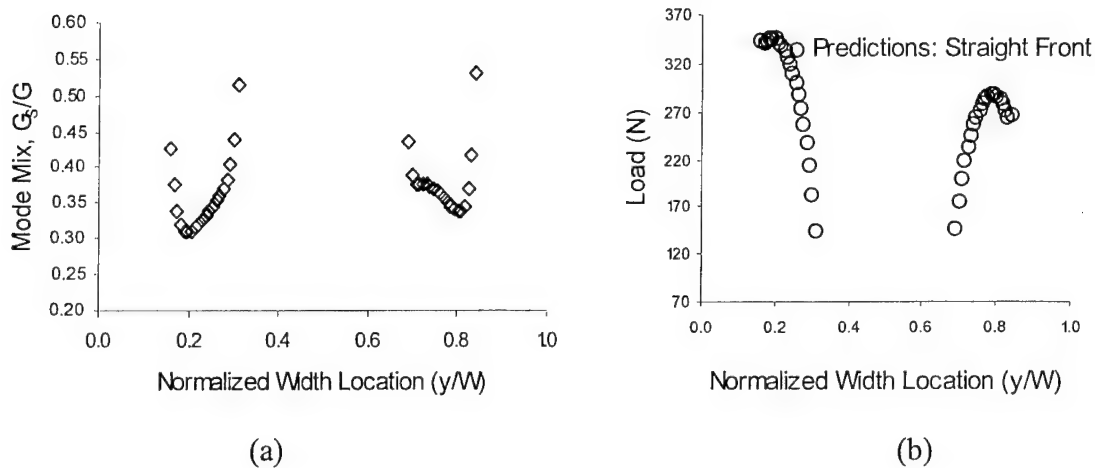 0.60
0.55
0.50
0.45
0.40
0.35
0.30
0.25
0.20
Mode Mix, Gs/G
0.0 0.2 0.4 0.6 0.8 1.0
Normalized Width Location (y/W)
(a)
370
320
270
220
170
120
70
Load (N)
Predictions: Straight Front
0.0 0.2 0.4 0.6 0.8 1.0
Normalized Width Location (y/W)
(b)